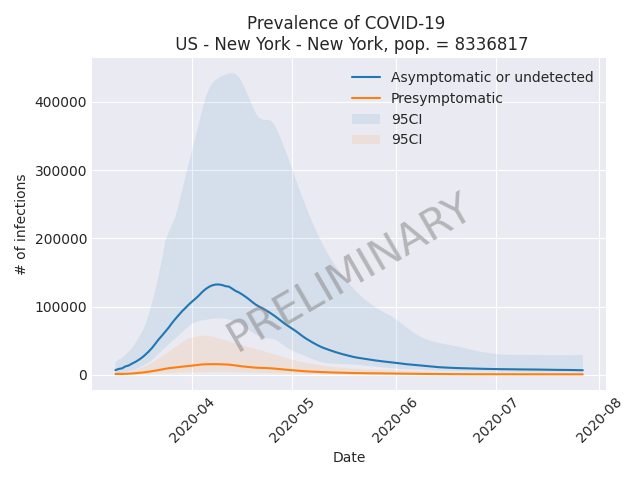 Prevalence of COVID-19
US - New York - New York, pop. = 8336817
Asymptomatic or undetected
Presymptomatic
95CI
95CI
400000
300000
200000
100000
0
# of infections
PRELIMINARY
2020-04
2020-05
2020-06
2020-07
2020-08
Date